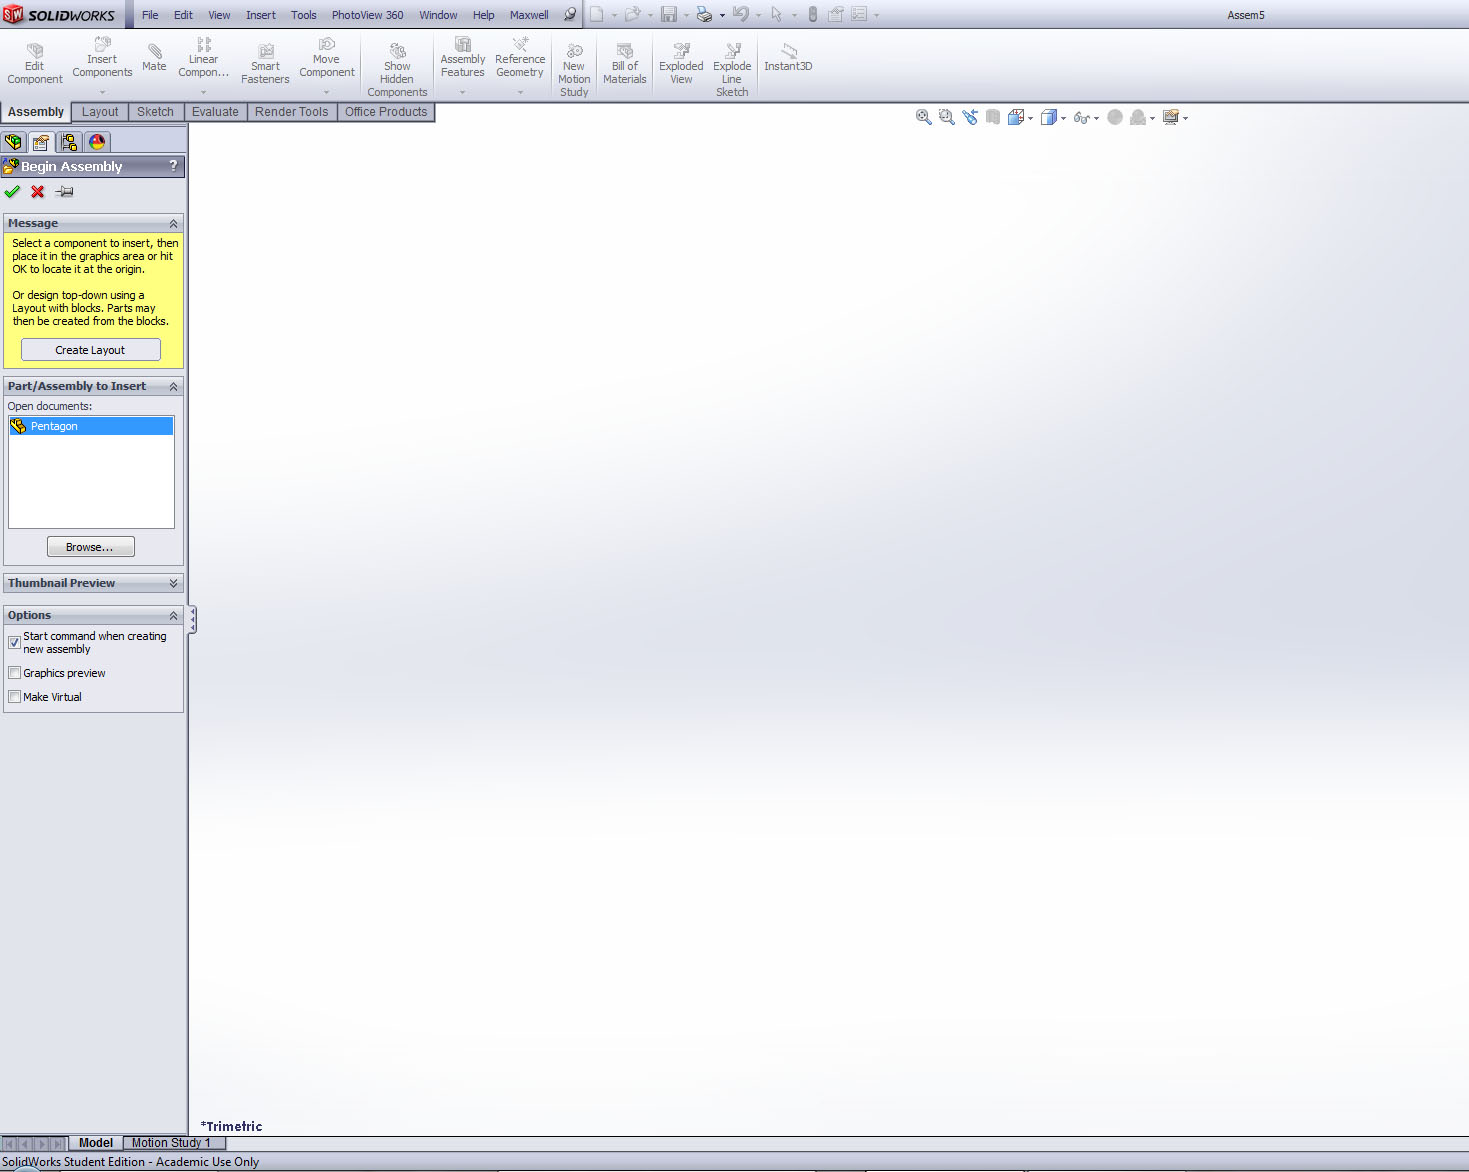 SW SOLIDWORKS File Edit View Insert Tools PhotoView 360 Window Help Maxwell Assem5
Edit Component
Insert Components
Mate
Linear Compon...
Smart Fasteners
Move Component
Show Hidden Components
Assembly Features
Reference Geometry
New Motion Study
Bill of Materials
Exploded View
Explode Line Sketch
Instant3D
Assembly Layout Sketch Evaluate Render Tools Office Products
Begin Assembly ?
Message
Select a component to insert, then
place it in the graphics area or hit
OK to locate it at the origin.
Or design top-down using a
Layout with blocks. Parts may
then be created from the blocks.
Create Layout
Part/Assembly to Insert
Open documents:
Pentagon
Browse...
Thumbnail Preview
Options
Start command when creating
new assembly
Graphics preview
Make Virtual
*Trimetric
Model Motion Study 1
SolidWorks Student Edition - Academic Use Only